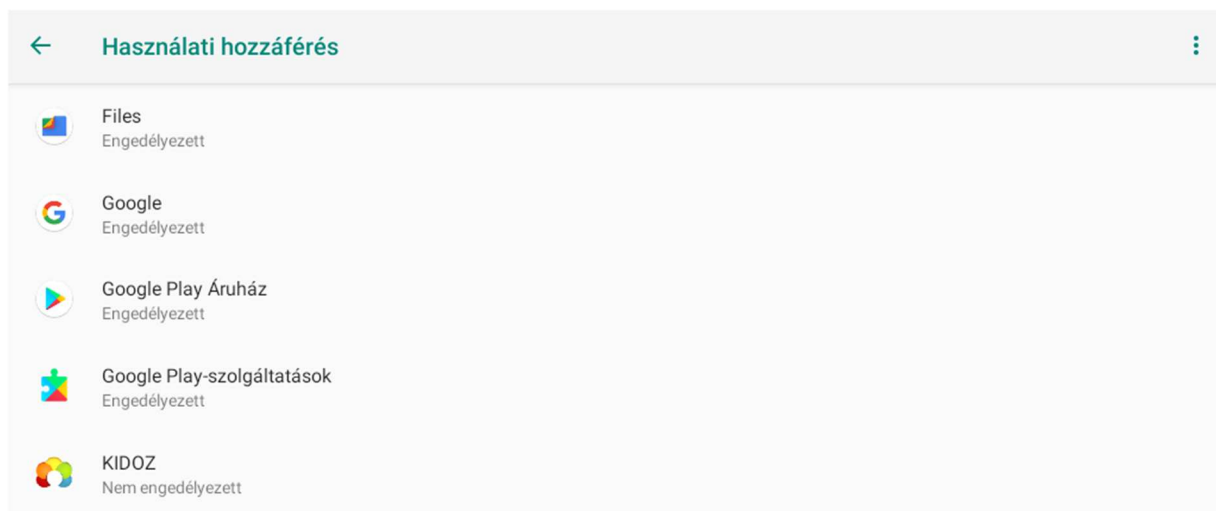 Használati hozzáférés
Files
Engedélyezett
Google
Engedélyezett
Google Play Áruház
Engedélyezett
Google Play-szolgáltatások
Engedélyezett
KIDOZ
Nem engedélyezett